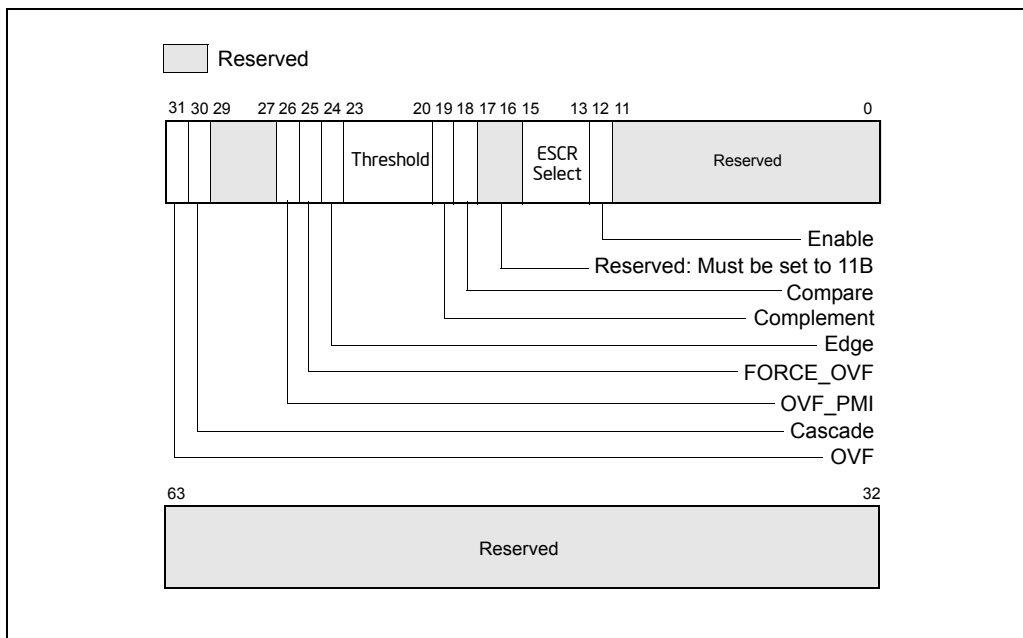 Reserved
31 30 29 27 26 25 24 23 20 19 18 17 16 15 13 12 11 0
Threshold
ESCR
Select
Reserved
Enable
Reserved: Must be set to 11B
Compare
Complement
Edge
FORCE_OVF
OVF_PMI
Cascade
OVF
63 32
Reserved